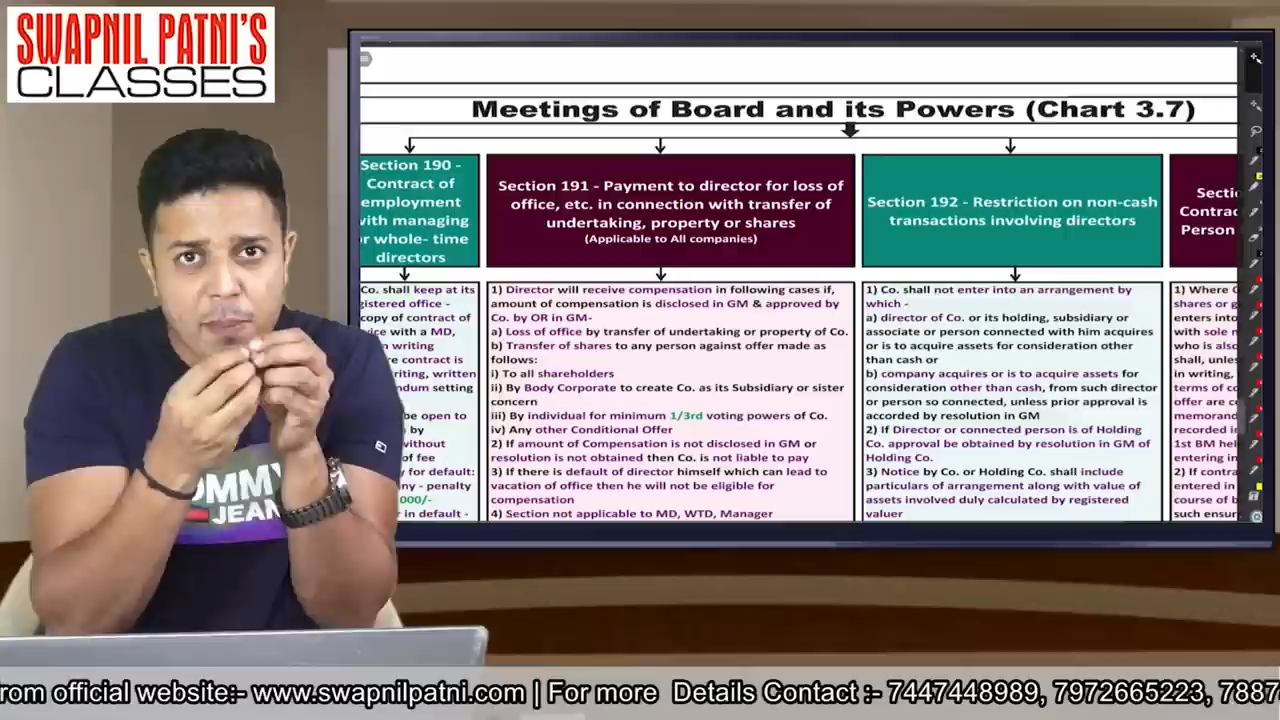 SWAPNIL PATNI'S
CLASSES
Meetings of Board and its Powers (Chart 3.7)
Section 190 -
Contract of
employment
with managing
or whole- time
directors
Co. shall keep at its
gistered office -
copy of contract of
vice with a MD,
n writing
re contract is
riting, written
ndum setting
be open to
) by
without
of fee
y for default:
ny - penalty
000/-
r in default -
Section 191 - Payment to director for loss of
office, etc. in connection with transfer of
undertaking, property or shares
(Applicable to All companies)
1) Director will receive compensation in following cases if,
amount of compensation is disclosed in GM & approved by
Co. by OR in GM-
a) Loss of office by transfer of undertaking or property of Co.
b) Transfer of shares to any person against offer made as
follows:
i) To all shareholders
ii) By Body Corporate to create Co. as its Subsidiary or sister
concern
iii) By individual for minimum 1/3rd voting powers of Co.
iv) Any other Conditional Offer
2) If amount of Compensation is not disclosed in GM or
resolution is not obtained then Co. is not liable to pay
3) If there is default of director himself which can lead to
vacation of office then he will not be eligible for
compensation
4) Section not applicable to MD, WTD, Manager
Section 192 - Restriction on non-cash
transactions involving directors
1) Co. shall not enter into an arrangement by
which -
a) director of Co. or its holding, subsidiary or
associate or person connected with him acquires
or is to acquire assets for consideration other
than cash or
b) company acquires or is to acquire assets for
consideration other than cash, from such director
or person so connected, unless prior approval is
accorded by resolution in GM
2) If Director or connected person is of Holding
Co. approval be obtained by resolution in GM of
Holding Co.
3) Notice by Co. or Holding Co. shall include
particulars of arrangement along with value of
assets involved duly calculated by registered
valuer
Sectio
Contrac
Person
1) Where O
shares or g
enters into
with sole m
who is also
shall, unles
in writing,
terms of co
offer are c
memorand
recorded i
1st BM hel
entering in
2) If contra
entered in
course of b
such ensur
OMMY
JEAN
rom official website:- www.swapnilpatni.com | For more Details Contact :- 7447448989, 7972665223, 7887